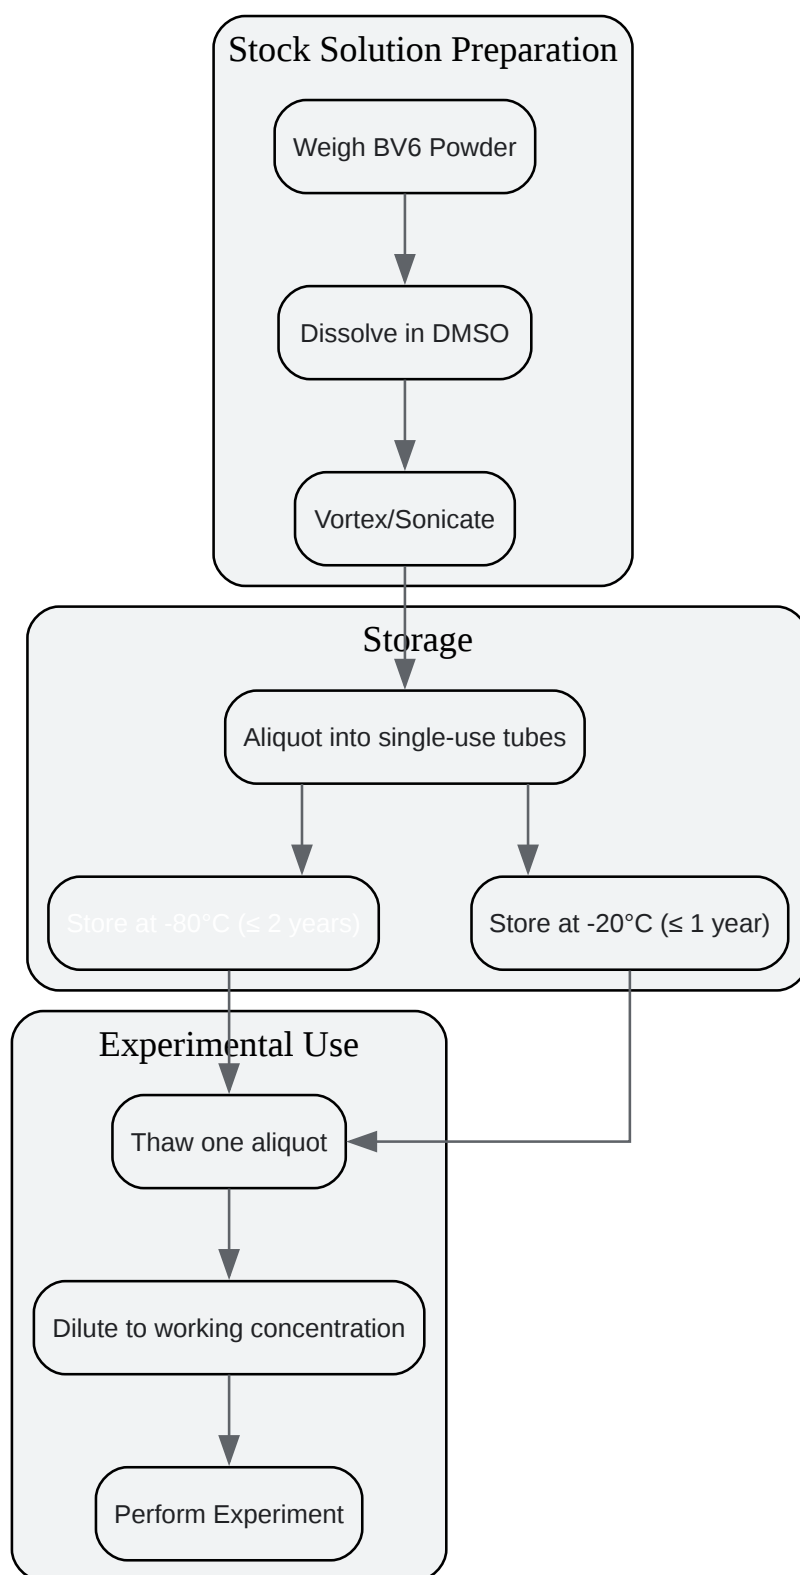 Stock Solution Preparation
Weigh BV6 Powder
Dissolve in DMSO
Vortex/Sonicate
Storage
Aliquot into single-use tubes
Store at -80°C (≤ 2 years)
Store at -20°C (≤ 1 year)
Experimental Use
Thaw one aliquot
Dilute to working concentration
Perform Experiment